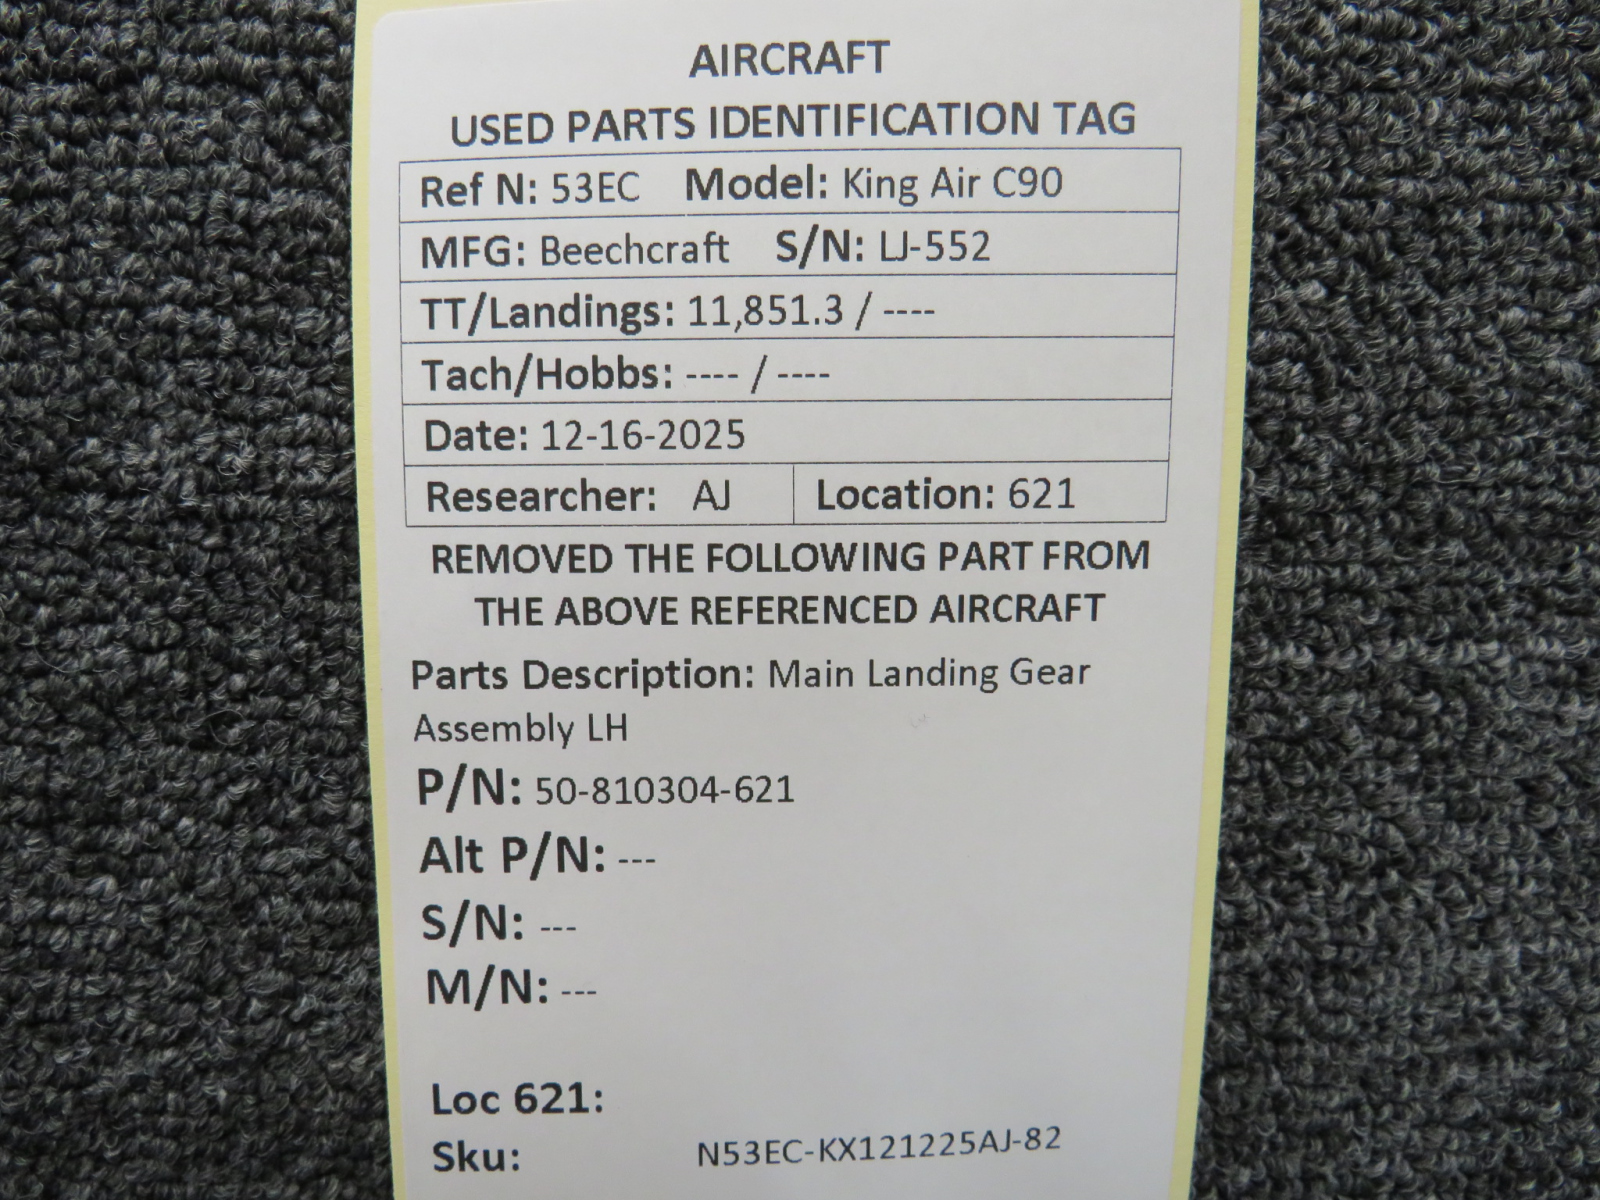 AIRCRAFT
USED PARTS IDENTIFICATION TAG
Ref N: 53EC Model: King Air C90
MFG: Beechcraft S/N: LJ-552
TT/Landings: 11,851.3 / ----
Tach/Hobbs: ---- / ----
Date: 12-16-2025
Researcher: AJ Location: 621
REMOVED THE FOLLOWING PART FROM
THE ABOVE REFERENCED AIRCRAFT
Parts Description: Main Landing Gear
Assembly LH
P/N: 50-810304-621
Alt P/N: ---
S/N: ---
M/N: ---
Loc 621:
Sku: N53EC-KX121225AJ-82